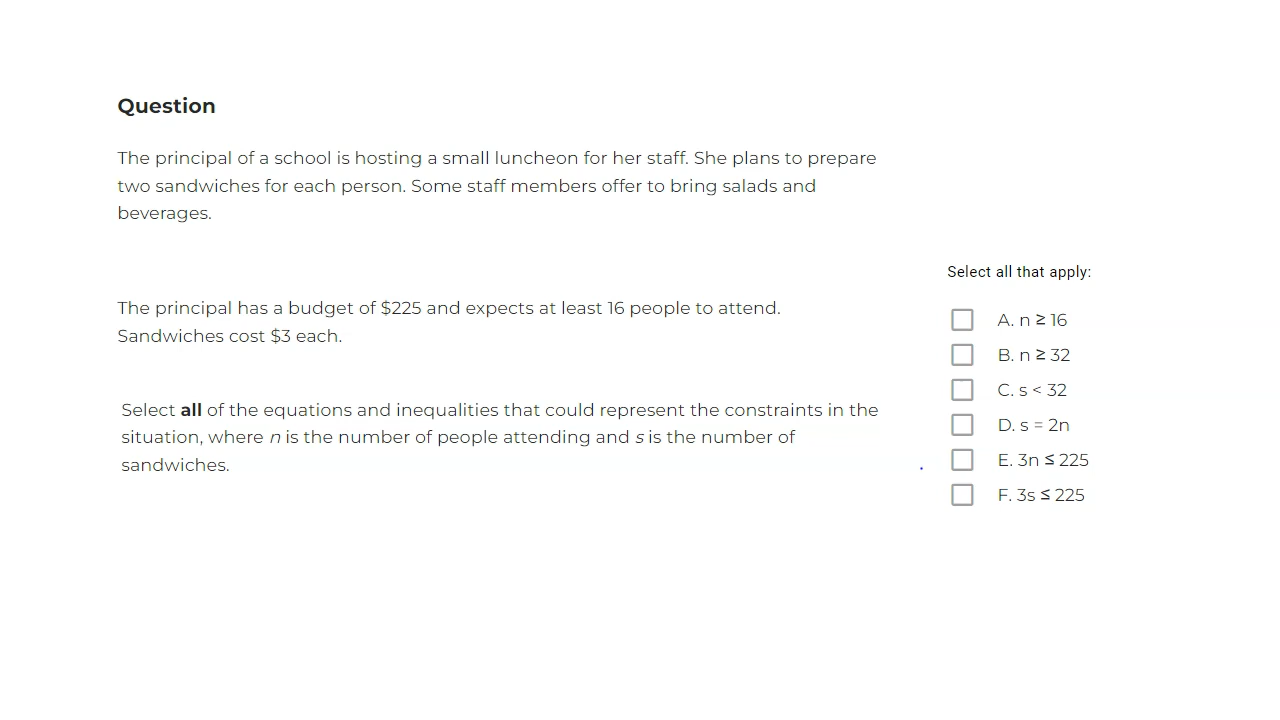 Question
The principal of a school is hosting a small luncheon for her staff. She plans to prepare
two sandwiches for each person. Some staff members offer to bring salads and
beverages.
The principal has a budget of $225 and expects at least 16 people to attend.
Sandwiches cost $3 each.
Select all of the equations and inequalities that could represent the constraints in the
situation, where n is the number of people attending and s is the number of
sandwiches.
Select all that apply:
A. n ≥ 16
B. n ≥ 32
C. s < 32
D. s = 2n
E. 3n ≤ 225
F. 3s ≤ 225